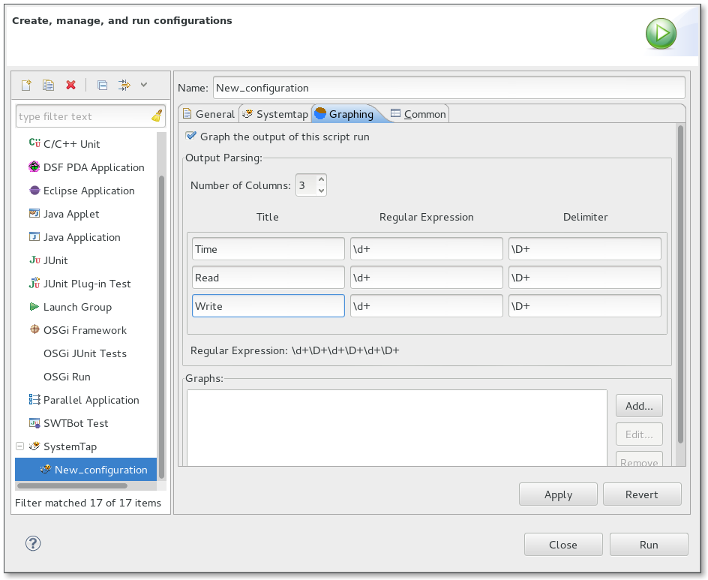 Create, manage, and run configurations
type filter text
C/C++ Unit
DSF PDA Application
Eclipse Application
Java Applet
Java Application
JUnit
JUnit Plug-in Test
Launch Group
OSGi Framework
OSGi JUnit Tests
OSGi Run
Parallel Application
SWTBot Test
SystemTap
New_configuration
Filter matched 17 of 17 items
Name: New_configuration
General Systemtap Graphing Common
Graph the output of this script run
Output Parsing:
Number of Columns: 3
Title Regular Expression Delimiter
Time \d+ \D+
Read \d+ \D+
Write \d+ \D+
Regular Expression: \d+\D+\d+\D+\d+\D+
Graphs:
Add...
Edit...
Remove
Apply Revert
? Close Run